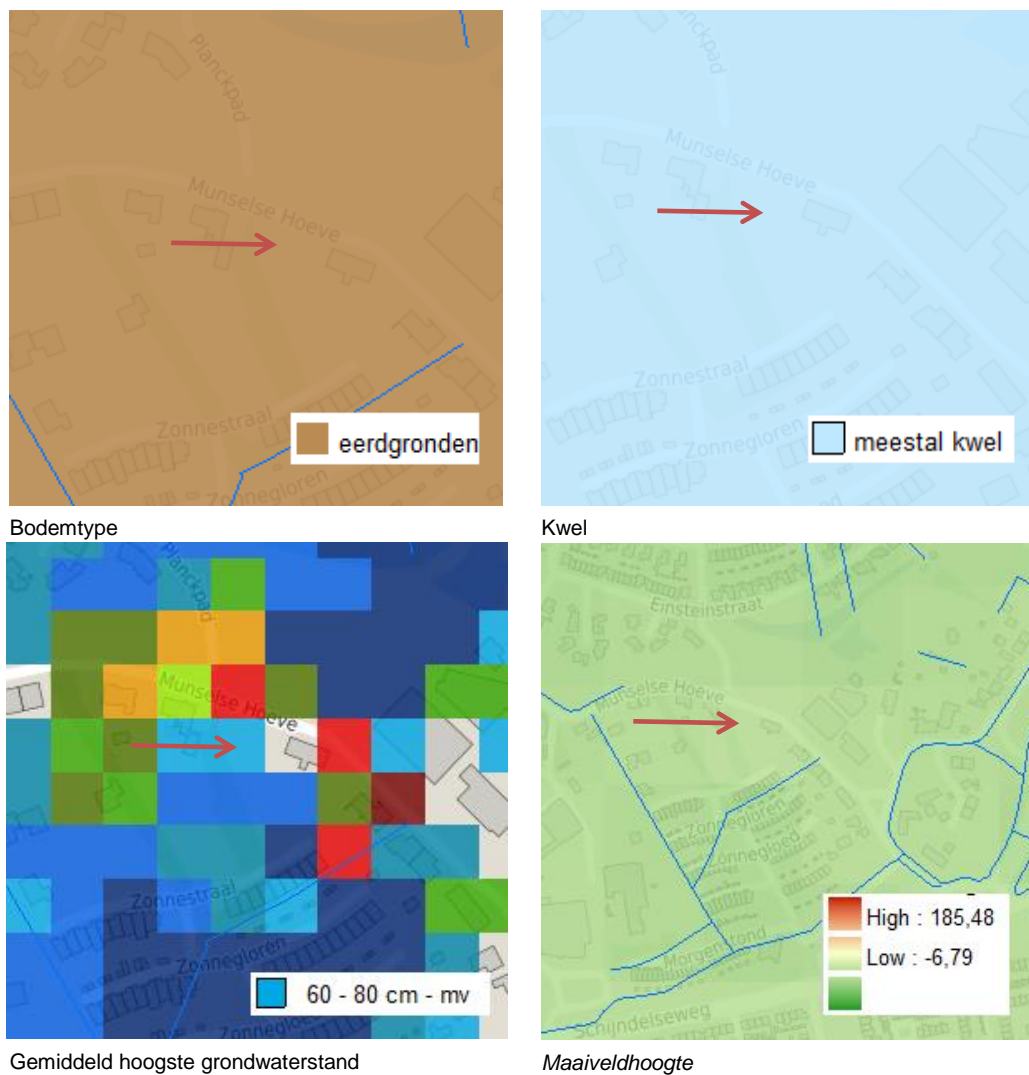 Planckpad
Munselse Hoeve
Zonnestraal
Zonnegloren
eerdgronden
Bodemtype
pad
Munselse Hoeve
Zonnestraal
Zonnegloren
meestal kwel
Kwel
Planckpad
Munselse Hoeve
Zonnestraal
Zonnegloren
Zonnegloed
60 - 80 cm - mv
Gemiddeld hoogste grondwaterstand
Einsteinstraat
Munselse Hoeve
Zonnegloren
Zonnegloed
Morgenstond
Schijndelseweg
High : 185,48
Low : -6,79
Maaiveldhoogte